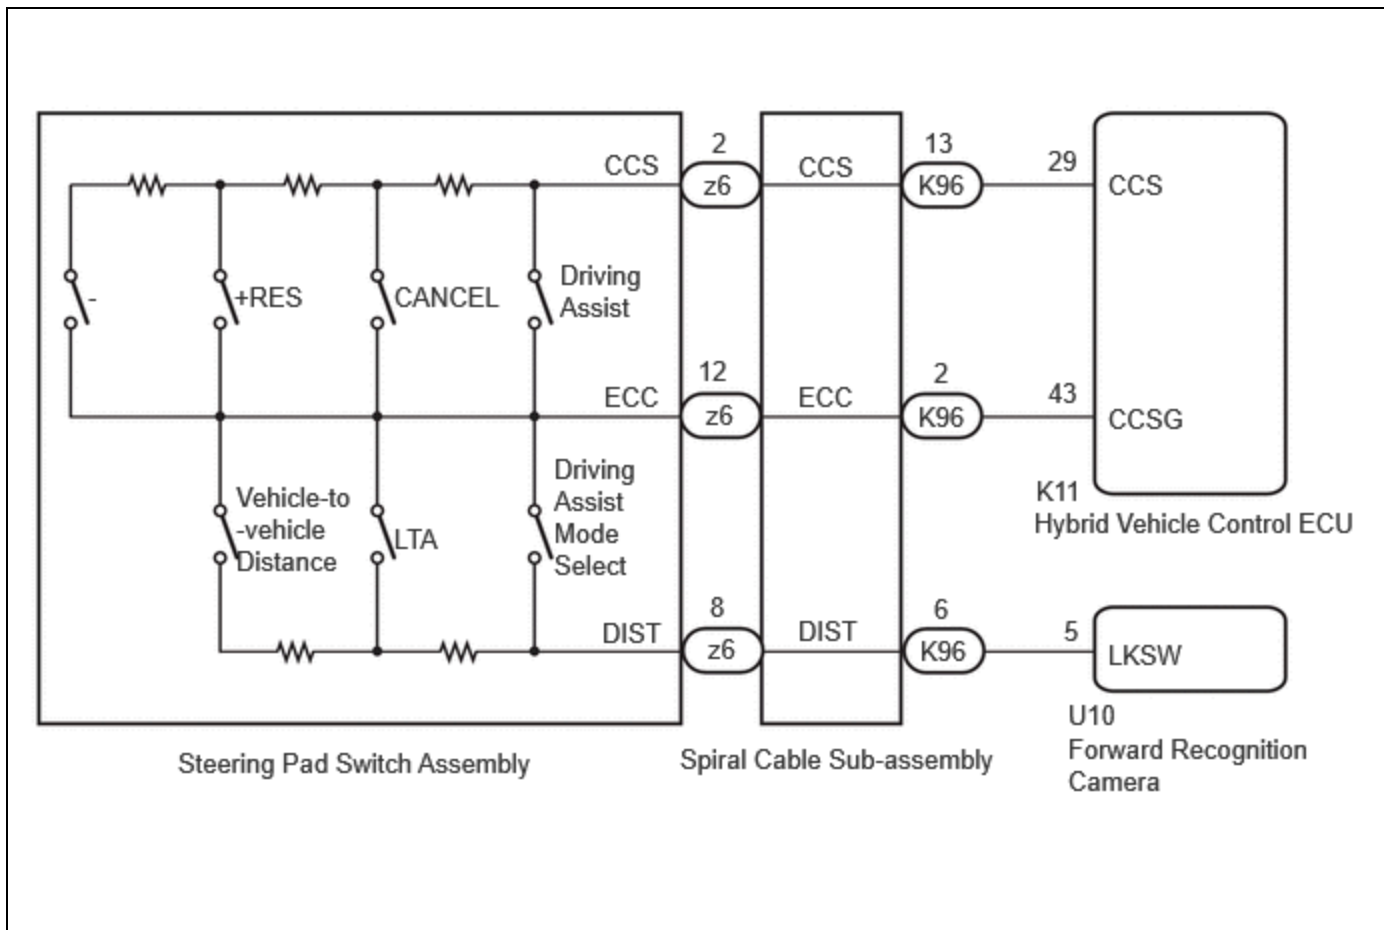 2
13
CCS
z6
CCS
K96
29
CCS
-
+RES
CANCEL
Driving
Assist
12
2
ECC
z6
ECC
K96
43
CCSG
K11
Hybrid Vehicle Control ECU
Vehicle-to
-vehicle
Distance
LTA
Driving
Assist
Mode
Select
8
6
DIST
z6
DIST
K96
5
LKSW
U10
Forward Recognition
Camera
Steering Pad Switch Assembly
Spiral Cable Sub-assembly